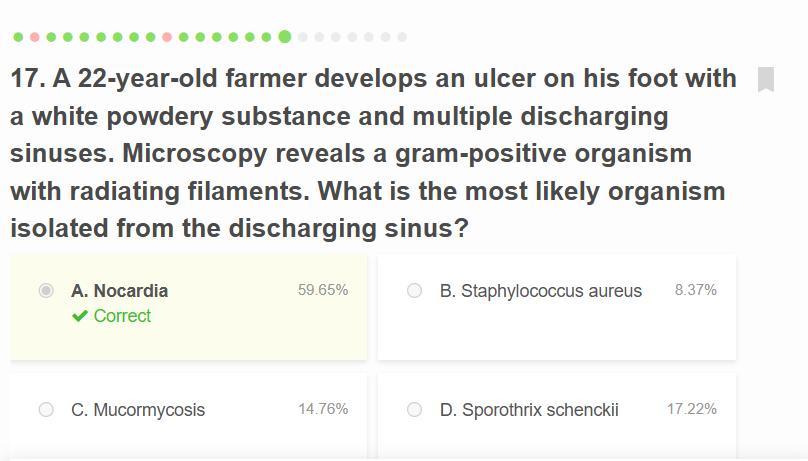 17. A 22-year-old farmer develops an ulcer on his foot with
a white powdery substance and multiple discharging
sinuses. Microscopy reveals a gram-positive organism
with radiating filaments. What is the most likely organism
isolated from the discharging sinus?
A. Nocardia 59.65%
Correct
B. Staphylococcus aureus 8.37%
C. Mucormycosis 14.76%
D. Sporothrix schenckii 17.22%